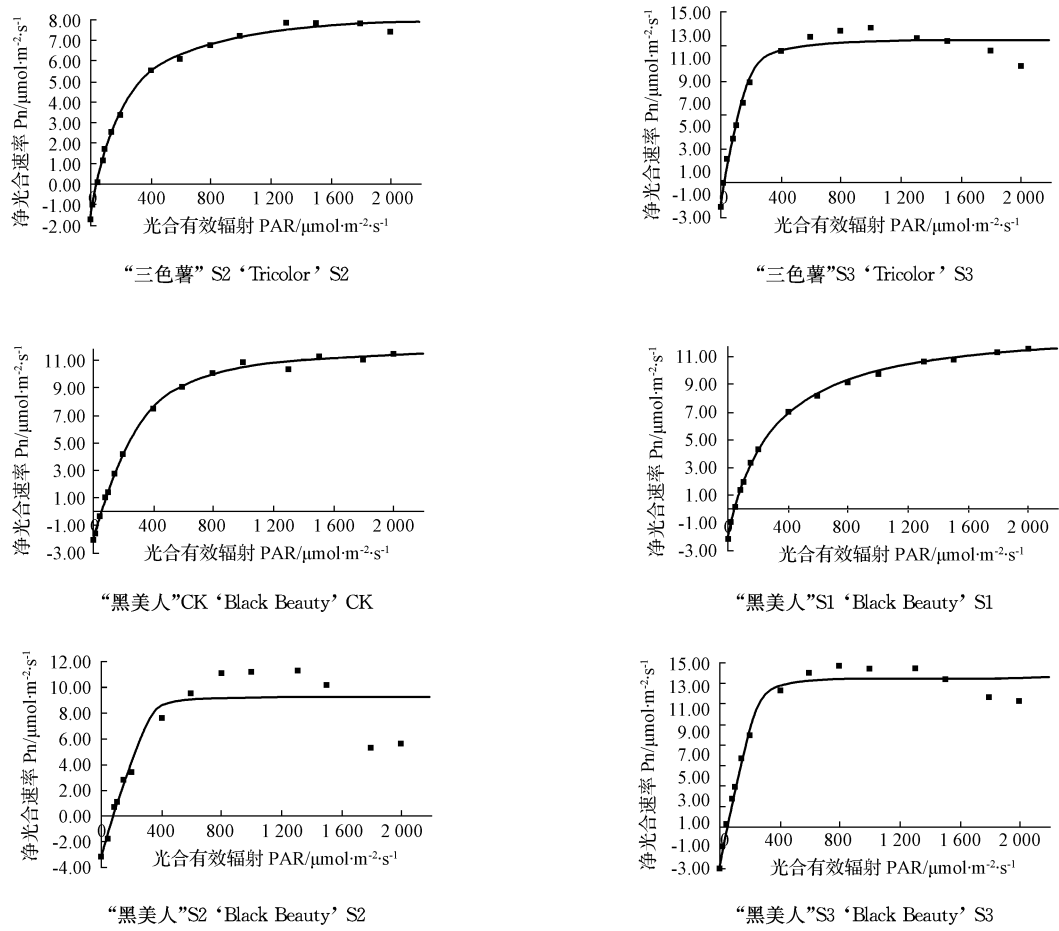 8.00
7.00
6.00
5.00
4.00
3.00
2.00
1.00
0.00
-1.00
-2.00
净光合速率 Pn/μmol·m⁻²·s⁻¹
0 400 800 1 200 1 600 2 000
光合有效辐射 PAR/μmol·m⁻²·s⁻¹
“三色薯” S2 ‘Tricolor’ S2
15.00
13.00
11.00
9.00
7.00
5.00
3.00
1.00
-1.00
-3.00
净光合速率 Pn/μmol·m⁻²·s⁻¹
0 400 800 1 200 1 600 2 000
光合有效辐射 PAR/μmol·m⁻²·s⁻¹
“三色薯”S3 ‘Tricolor’ S3
11.00
9.00
7.00
5.00
3.00
1.00
-1.00
-3.00
净光合速率 Pn/μmol·m⁻²·s⁻¹
0 400 800 1 200 1 600 2 000
光合有效辐射 PAR/μmol·m⁻²·s⁻¹
“黑美人”CK ‘Black Beauty’ CK
11.00
9.00
7.00
5.00
3.00
1.00
-1.00
-3.00
净光合速率 Pn/μmol·m⁻²·s⁻¹
0 400 800 1 200 1 600 2 000
光合有效辐射 PAR/μmol·m⁻²·s⁻¹
“黑美人”S1 ‘Black Beauty’ S1
12.00
10.00
8.00
6.00
4.00
2.00
0.00
-2.00
-4.00
净光合速率 Pn/μmol·m⁻²·s⁻¹
0 400 800 1 200 1 600 2 000
光合有效辐射 PAR/μmol·m⁻²·s⁻¹
“黑美人”S2 ‘Black Beauty’ S2
15.00
13.00
11.00
9.00
7.00
5.00
3.00
1.00
-1.00
-3.00
净光合速率 Pn/μmol·m⁻²·s⁻¹
0 400 800 1 200 1 600 2 000
光合有效辐射 PAR/μmol·m⁻²·s⁻¹
“黑美人”S3 ‘Black Beauty’ S3